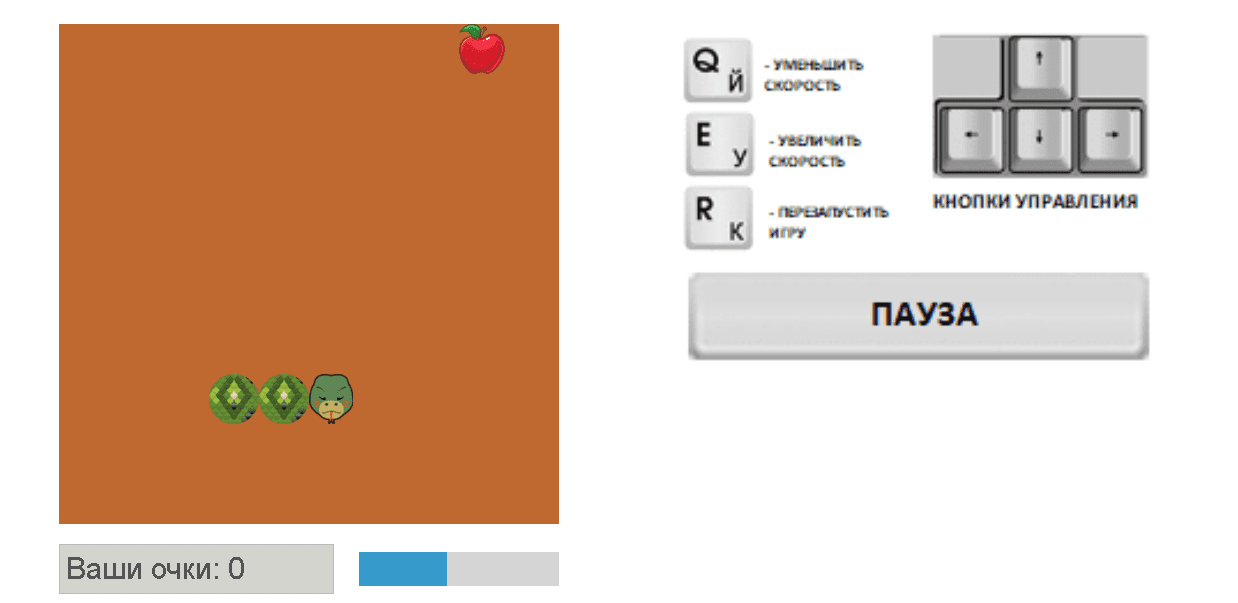 Q
Й
- УМЕНЬШИТЬ
СКОРОСТЬ
E
У
- УВЕЛИЧИТЬ
СКОРОСТЬ
R
К
- ПЕРЕЗАПУСТИТЬ
ИГРУ
↑
← ↓ →
КНОПКИ УПРАВЛЕНИЯ
ПАУЗА
Ваши очки: 0